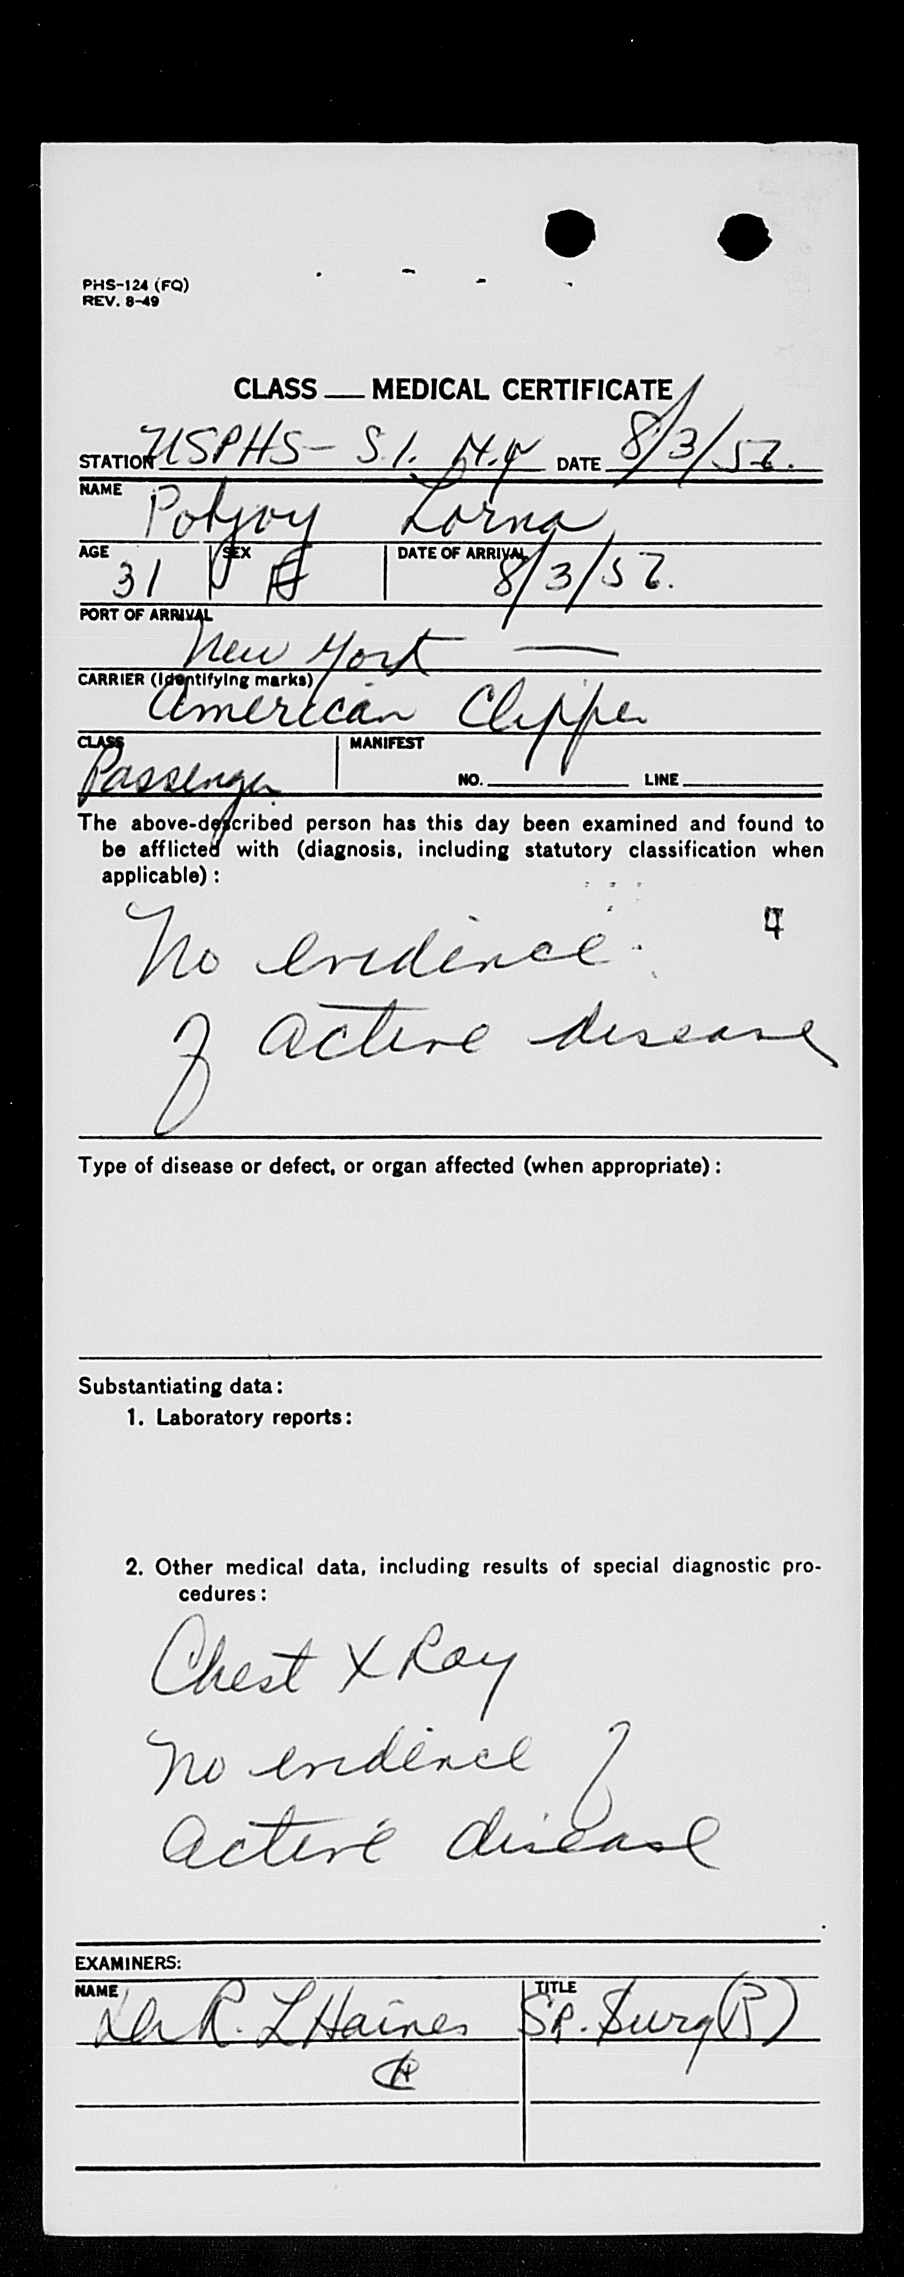 PHS-124 (FQ)
REV. 8-49
CLASS __ MEDICAL CERTIFICATE
STATION USPHS- S.I. N.Y DATE 8/3/52.
NAME Lorna
AGE 31 SEX F DATE OF ARRIVAL 8/3/52.
PORT OF ARRIVAL New York —
CARRIER (Identifying marks) American Clipper
CLASS Passenger MANIFEST NO. ____ LINE ____
The above-described person has this day been examined and found to
be afflicted with (diagnosis, including statutory classification when
applicable):
No evidence
of active disease
Type of disease or defect, or organ affected (when appropriate):
Substantiating data:
1. Laboratory reports:
2. Other medical data, including results of special diagnostic pro-
cedures:
Chest X Ray
No evidence of
active disease
EXAMINERS:
NAME R. L Haines TITLE SR. Surg (R)